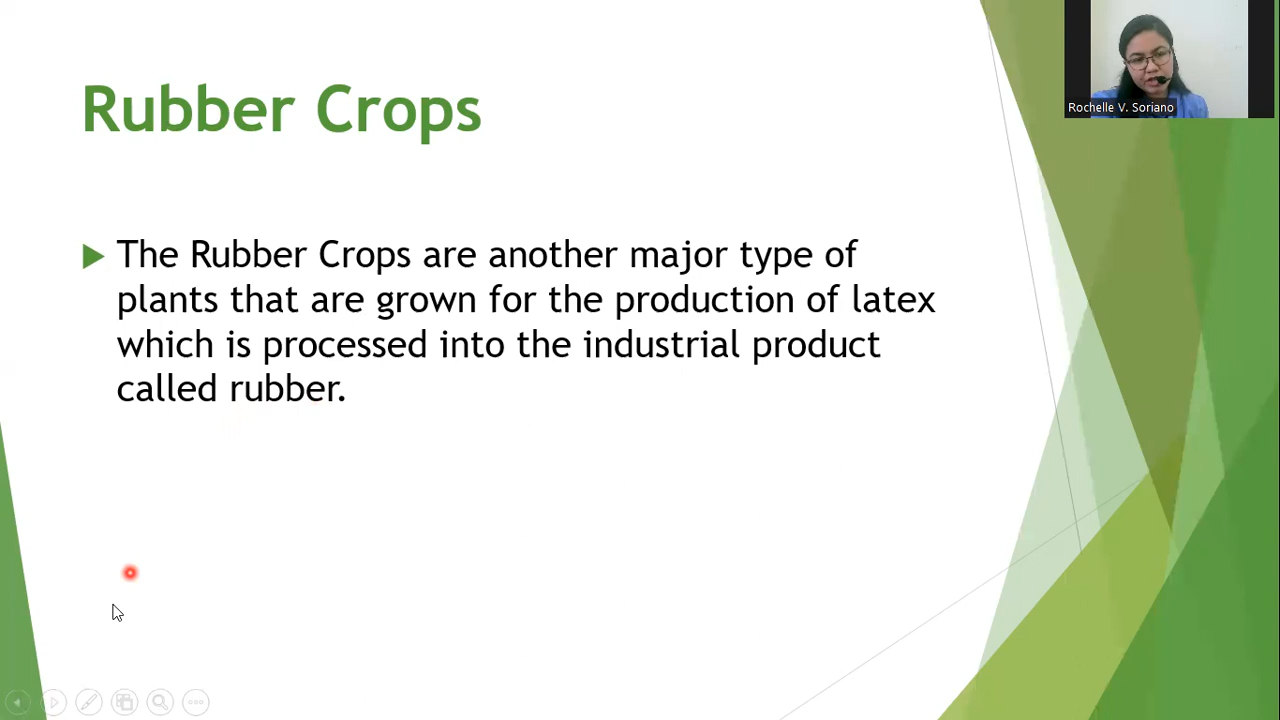 Rubber Crops
The Rubber Crops are another major type of
plants that are grown for the production of latex
which is processed into the industrial product
called rubber.
Rochelle V. Soriano